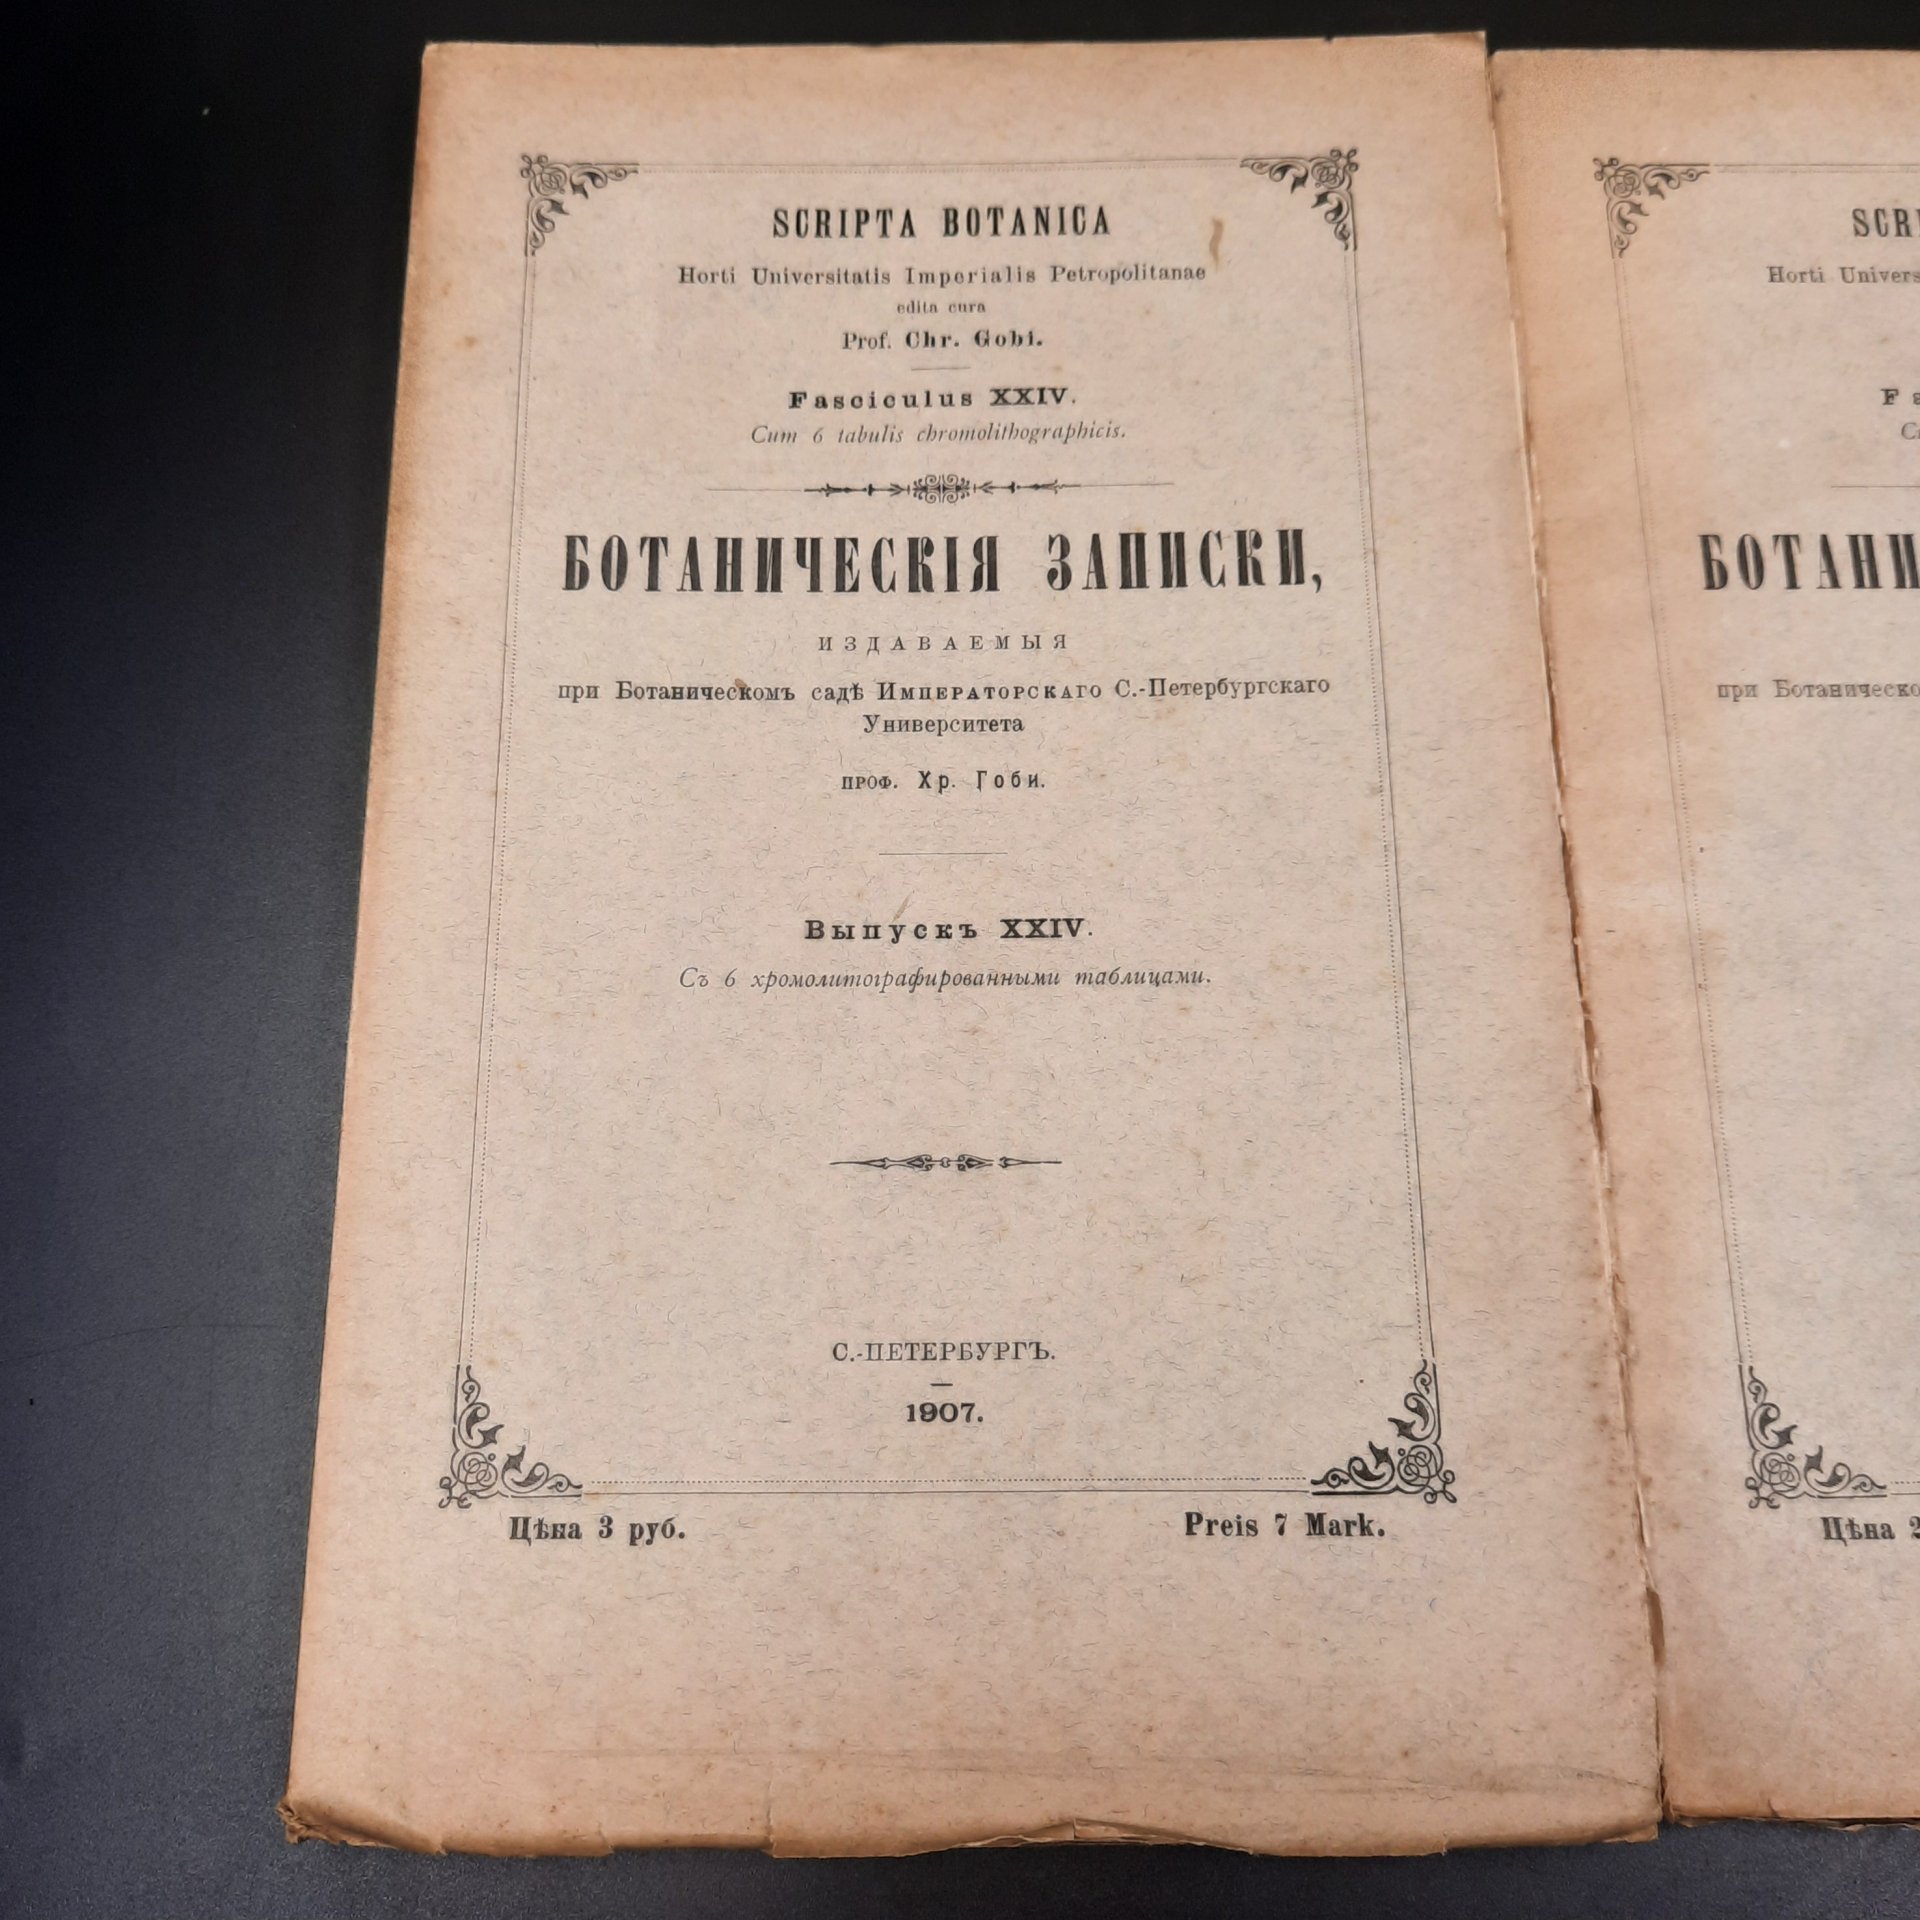 SCRIPTA BOTANICA
Horti Universitatis Imperialis Petropolitanae
edita cura
Prof. Chr. Gobi.
Fasciculus XXIV.
Cum 6 tabulis chromolithographicis.
БОТАНИЧЕСКІЯ ЗАПИСКИ,
ИЗДАВАЕМЫЯ
при Ботаническомъ садѣ ИМПЕРАТОРСКАГО С.-Петербургскаго
Университета
ПРОФ. Хр. Гоби.
Выпускъ XXIV.
Съ 6 хромолитографированными таблицами.
С.-ПЕТЕРБУРГЪ.
1907.
Цѣна 3 руб.
Preis 7 Mark.
SCRI
Horti Univers
БОТАНИ
при Ботаническо
Цѣна 2